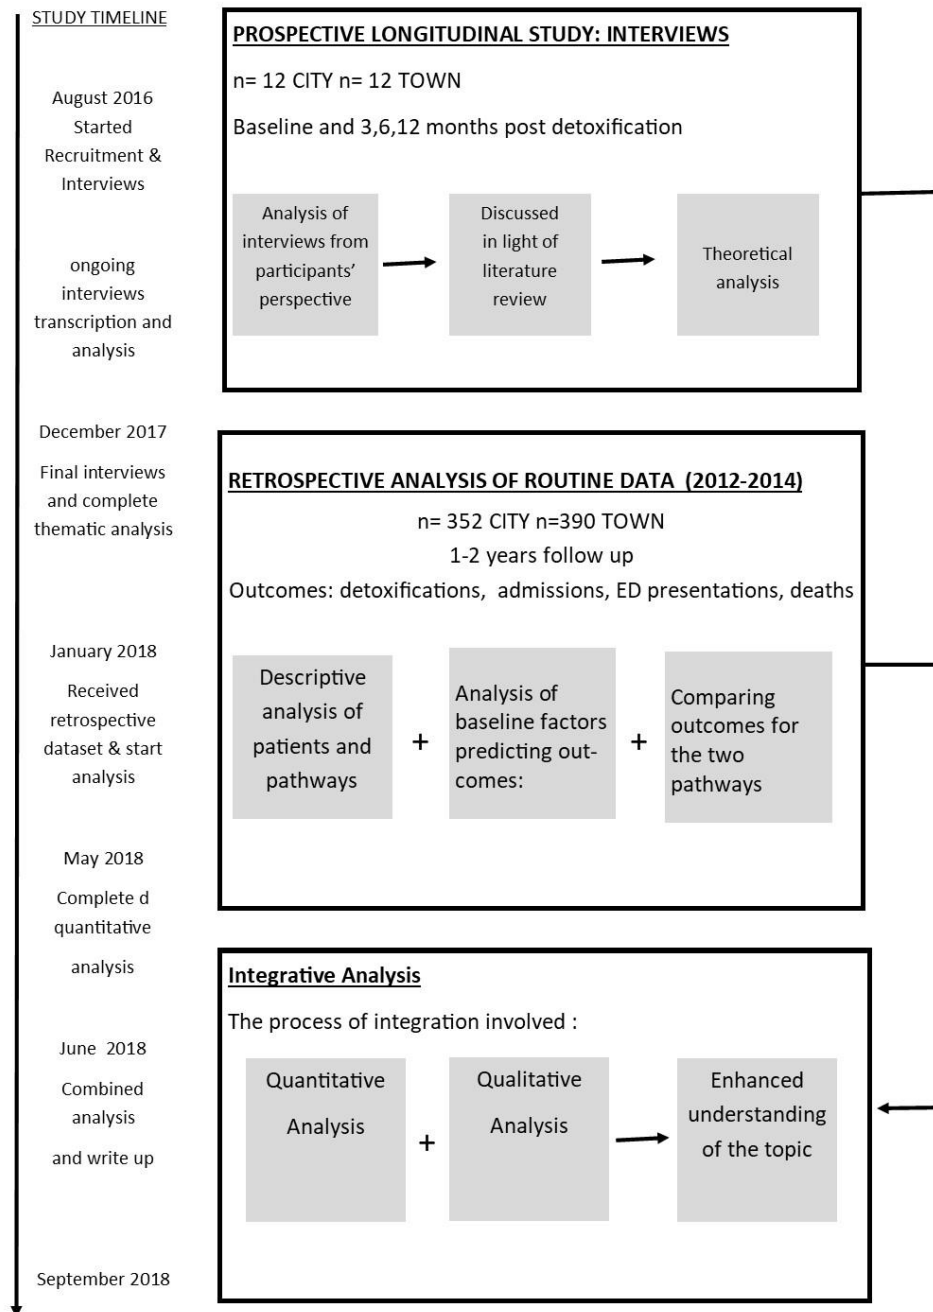 STUDY TIMELINE
August 2016
Started
Recruitment &
Interviews
ongoing
interviews
transcription and
analysis
December 2017
Final interviews
and complete
thematic analysis
January 2018
Received
retrospective
dataset & start
analysis
May 2018
Complete d
quantitative
analysis
June 2018
Combined
analysis
and write up
September 2018
PROSPECTIVE LONGITUDINAL STUDY: INTERVIEWS
n= 12 CITY n= 12 TOWN
Baseline and 3,6,12 months post detoxification
Analysis of
interviews from
participants’
perspective
Discussed
in light of
literature
review
Theoretical
analysis
RETROSPECTIVE ANALYSIS OF ROUTINE DATA (2012-2014)
n= 352 CITY n=390 TOWN
1-2 years follow up
Outcomes: detoxifications, admissions, ED presentations, deaths
Descriptive
analysis of
patients and
pathways
+
Analysis of
baseline factors
predicting out-
comes:
+
Comparing
outcomes for
the two
pathways
Integrative Analysis
The process of integration involved :
Quantitative
Analysis
+
Qualitative
Analysis
Enhanced
understanding
of the topic